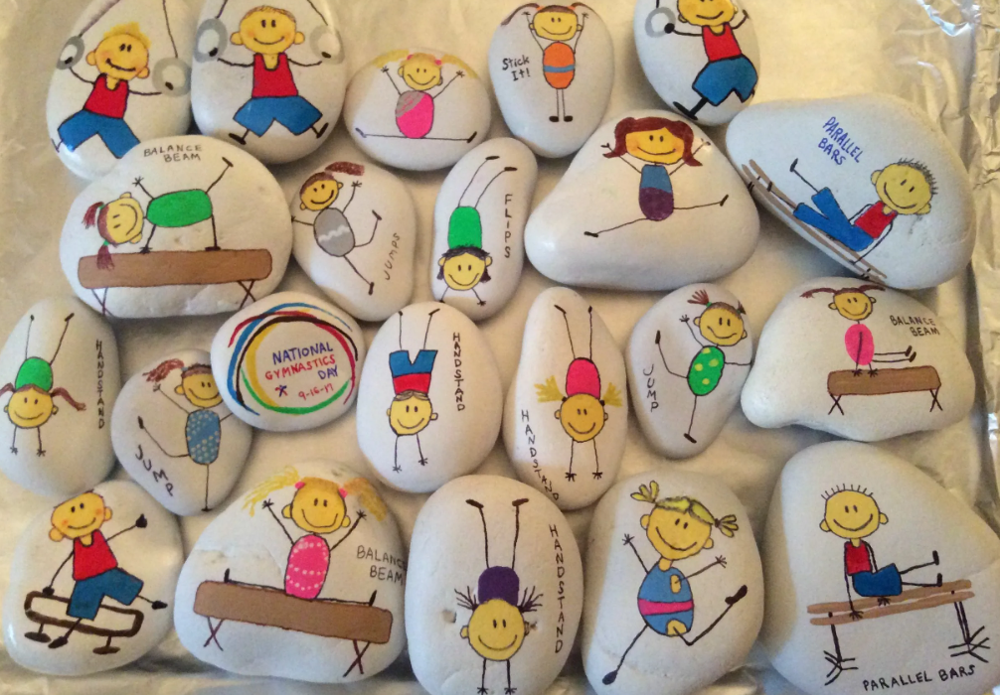 Stick
It!
BALANCE
BEAM
PARALLEL
BARS
JUMPS
FLIPS
HANDSTAND
JUMP
NATIONAL
GYMNASTICS
DAY
9-16-17
HANDSTAND
HANDSTAND
JUMP
BALANCE
BEAM
BALANCE
BEAM
HANDSTAND
PARALLEL BARS